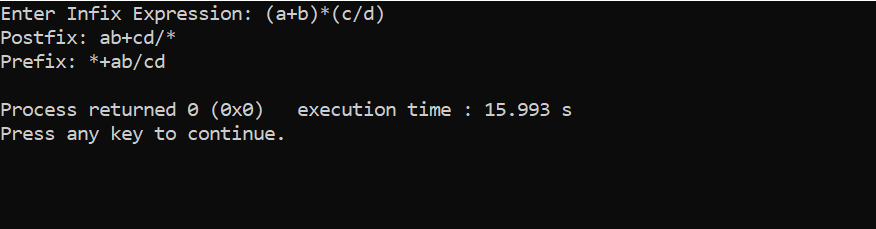 Enter Infix Expression: (a+b)*(c/d)
Postfix: ab+cd/*
Prefix: *+ab/cd
Process returned 0 (0x0)   execution time : 15.993 s
Press any key to continue.